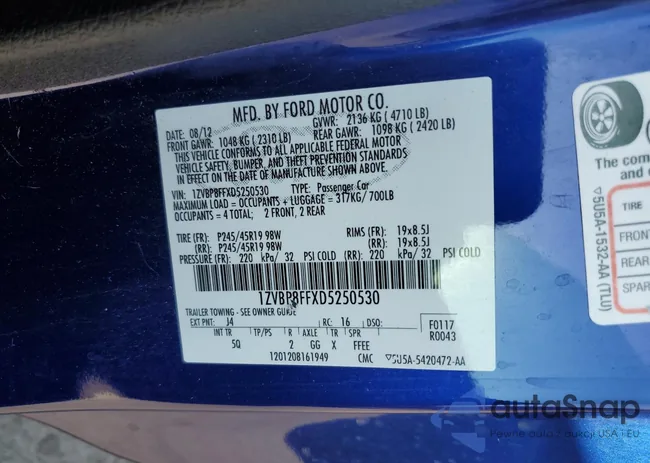 MFD. BY FORD MOTOR CO.
DATE: 08/12 GVWR: 2136 KG ( 4710 LB)
FRONT GAWR: 1048 KG ( 2310 LB) REAR GAWR: 1098 KG ( 2420 LB)
THIS VEHICLE CONFORMS TO ALL APPLICABLE FEDERAL MOTOR
VEHICLE SAFETY, BUMPER, AND THEFT PREVENTION STANDARDS
IN EFFECT ON THE DATE OF MANUFACTURE SHOWN ABOVE.
VIN: 1ZVBP8FFXD5250530 TYPE: Passenger Car
MAXIMUM LOAD = OCCUPANTS + LUGGAGE = 317KG/700LB
OCCUPANTS = 4 TOTAL: 2 FRONT, 2 REAR
TIRE (FR): P245/45R19 98W RIMS (FR): 19x8.5J
(RR): P245/45R19 98W (RR): 19x8.5J
PRESSURE (FR): 220 kPa/ 32 PSI COLD (RR): 220 kPa/ 32 PSI COLD
1ZVBP8FFXD5250530
TRAILER TOWING - SEE OWNER GUIDE
EXT PNT: J4 RC: 16 DSO: F0117
INT TR TP/PS R AXLE TR SPR R0043
5Q 2 GG X FFEE
1201208161949 CMC ▽5U5A-5420472-AA
▽5U5A-1532-AA (TLU)
The com
and
TIRE
FRON
REAR
SPAR
autoSnap
Pewne auta z aukcji USA i EU